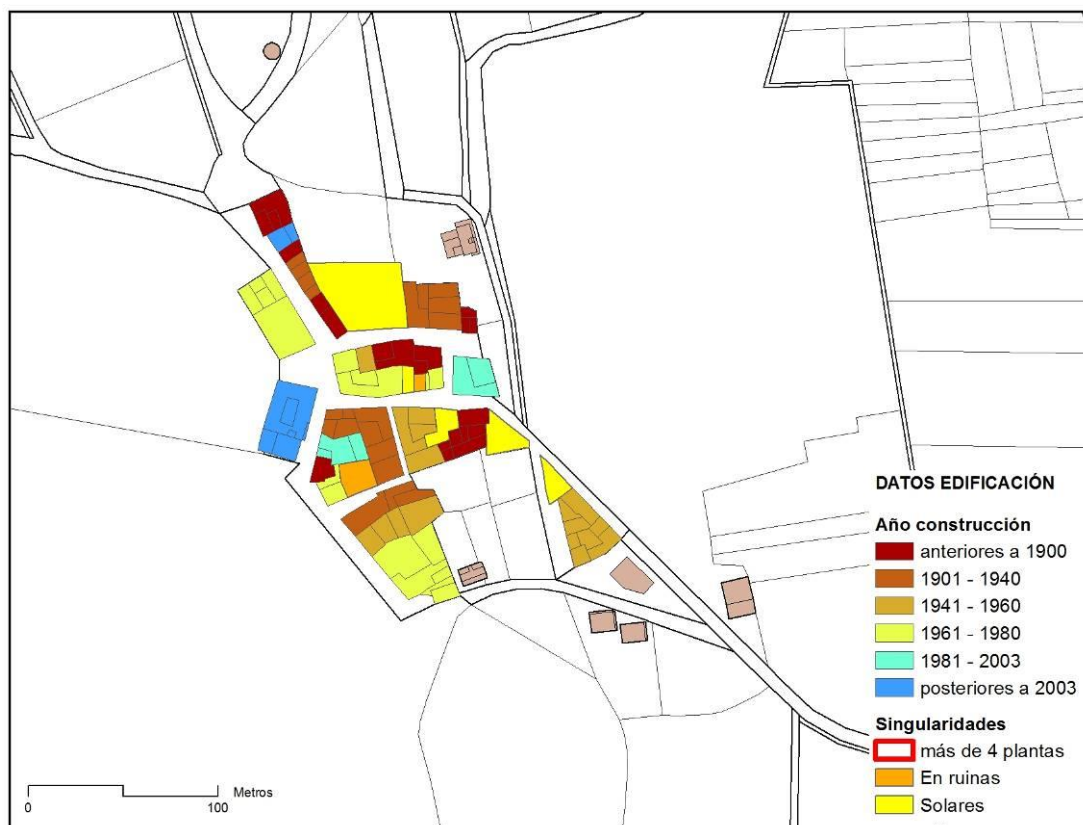 DATOS EDIFICACIÓN
Año construcción
anteriores a 1900
1901 - 1940
1941 - 1960
1961 - 1980
1981 - 2003
posteriores a 2003
Singularidades
más de 4 plantas
En ruinas
Solares
Metros
0 100